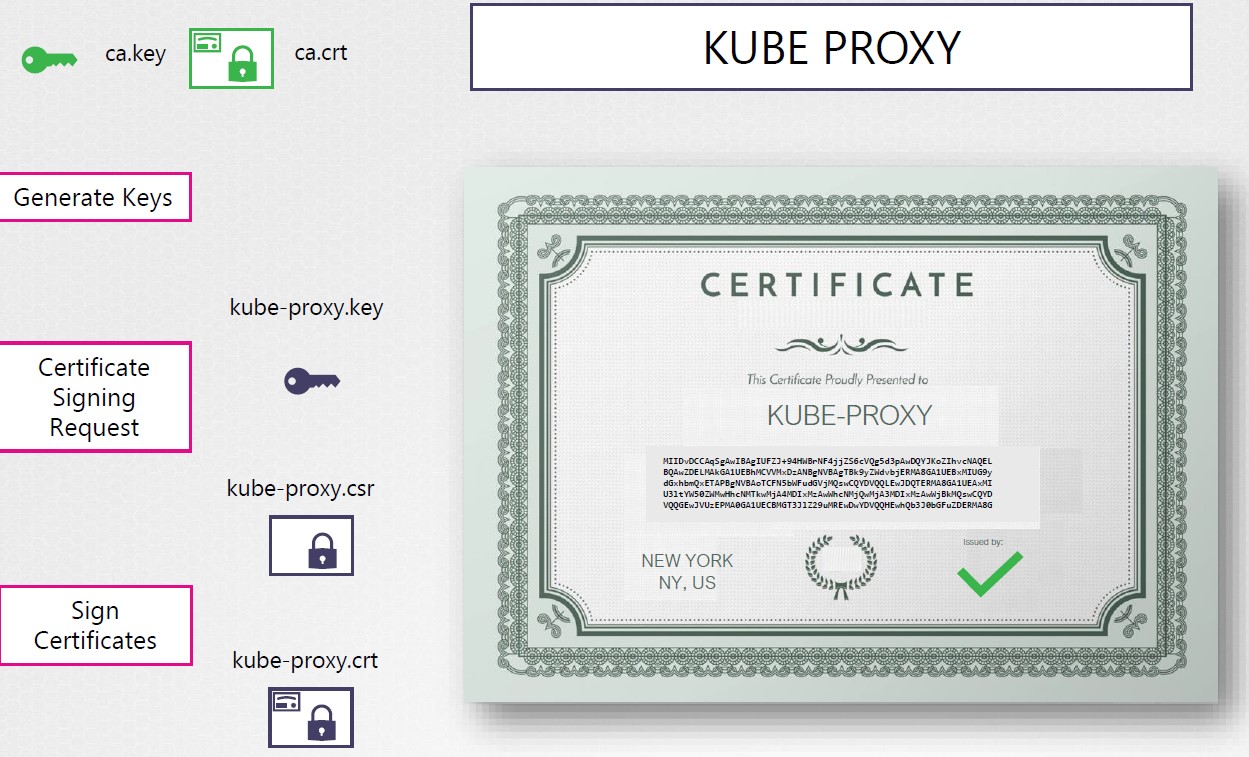 ca.key
ca.crt
KUBE PROXY
Generate Keys
kube-proxy.key
Certificate
Signing
Request
kube-proxy.csr
Sign
Certificates
kube-proxy.crt
CERTIFICATE
This Certificate Proudly Presented to
KUBE-PROXY
MIIDvDCCAqSgAwIBAgIUFZJ+94HWBrNF4jjZS6cVQg5d3pAwDQYJKoZIhvcNAQEL
BQAwZDELMAkGA1UEBhMCVVMxDzANBgNVBAgTBk9yZWdvbjERMA8GA1UEBxMIUG9y
dGxhbmQxETAPBgNVBAoTCFN5bWFudGVjMQswCQYDVQQLEwJDQTERMA8GA1UEAxMI
U3ltYW50ZWMwHhcNMTkwMjA4MDIxMzAwWhcNMjQwMjA3MDIxMzAwWjBkMQswCQYD
VQQGEwJVUzEPMA0GA1UECBMGT3JlZ29uMREwDwYDVQQHEwhQb3J0bGFuZDERMA8G
NEW YORK
NY, US
Issued by: